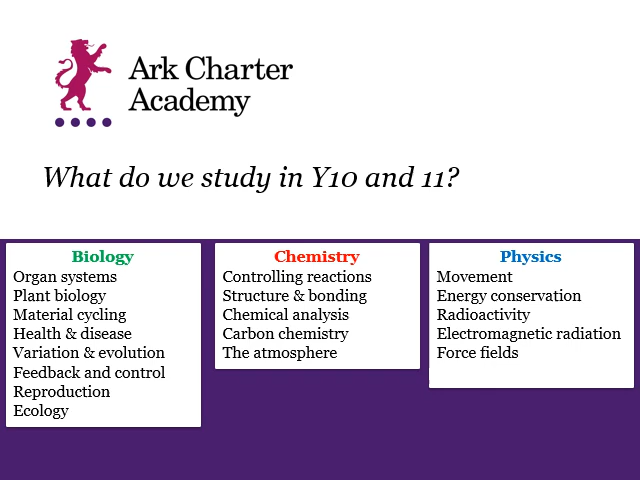 Ark Charter
Academy
What do we study in Y10 and 11?
Biology
Organ systems
Plant biology
Material cycling
Health & disease
Variation & evolution
Feedback and control
Reproduction
Ecology
Chemistry
Controlling reactions
Structure & bonding
Chemical analysis
Carbon chemistry
The atmosphere
Physics
Movement
Energy conservation
Radioactivity
Electromagnetic radiation
Force fields